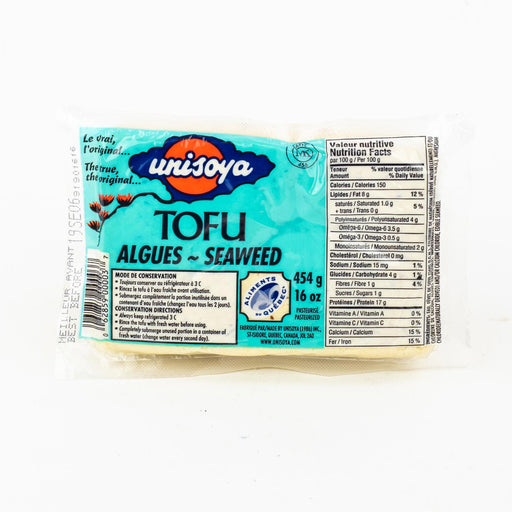 Le vrai,
l'original...
The true,
the original...
unisoya
TOFU
ALGUES ~ SEAWEED
MODE DE CONSERVATION
• Toujours conserver au réfrigérateur à 3 C
• Rincez le tofu à l'eau fraîche avant utilisation.
• Submergez complètement la portion inutilisée dans un
contenant d'eau fraîche (changez l'eau tous les 2 jours).
CONSERVATION DIRECTIONS
• Always keep refrigerated 3 C
• Rince the tofu with fresh water before using.
• Completely submerge unused portion in a container of
fresh water (change water every second day).
ALIMENTS
DU QUÉBEC
454 g
16 oz
PASTEURISÉ
PASTEURIZED
FABRIQUÉ PAR/MADE BY UNISOYA (1986) INC.,
ST-ISIDORE, QUÉBEC, CANADA, J0L 2A0
WWW.UNISOYA.COM
MK
Valeur nutritive
Nutrition Facts
par 100 g / Per 100 g
Teneur % valeur quotidienne
Amount % Daily Value
Calories / Calories 150
Lipides / Fat 8 g 12 %
saturés / Saturated 1.0 g
+ trans / Trans 0 g 5 %
Polyinsaturés / Polyunsaturated 4 g
Oméga-6 / Omega-6 3.5 g
Oméga-3 / Omega-3 0.5 g
Monoinsaturés / Monounsaturated 2 g
Cholestérol / Cholesterol 0 mg
Sodium / Sodium 15 mg 1 %
Glucides / Carbohydrate 4 g 1 %
Fibres / Fibre 1 g 4 %
Sucres / Sugars 1 g
Protéines / Protein 17 g
Vitamine A / Vitamin A 0 %
Vitamine C / Vitamin C 0 %
Calcium / Calcium 15 %
Fer / Iron 15 %
MEILLEUR AVANT
BEST BEFORE